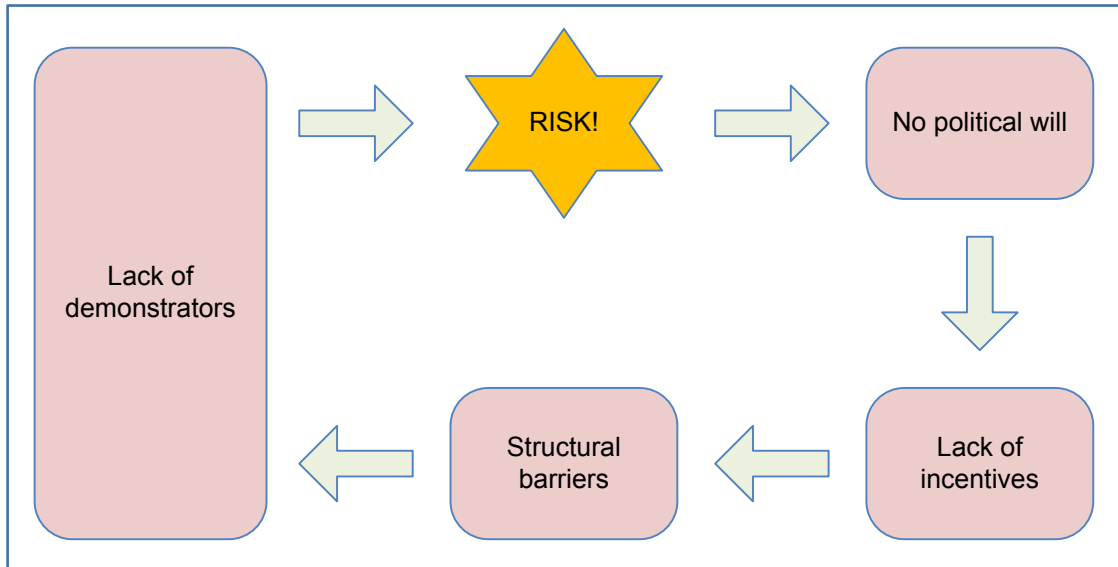 RISK!
No political will
Lack of
demonstrators
Structural
barriers
Lack of
incentives